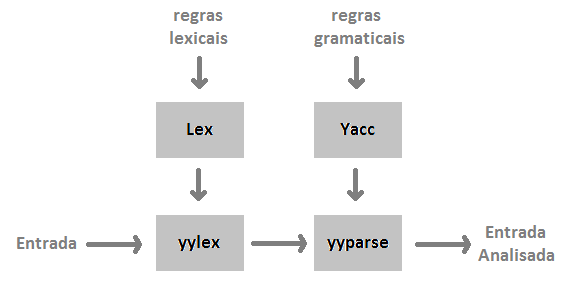 regras
lexicais
regras
gramaticais
Lex
Yacc
Entrada
yylex
yyparse
Entrada
Analisada